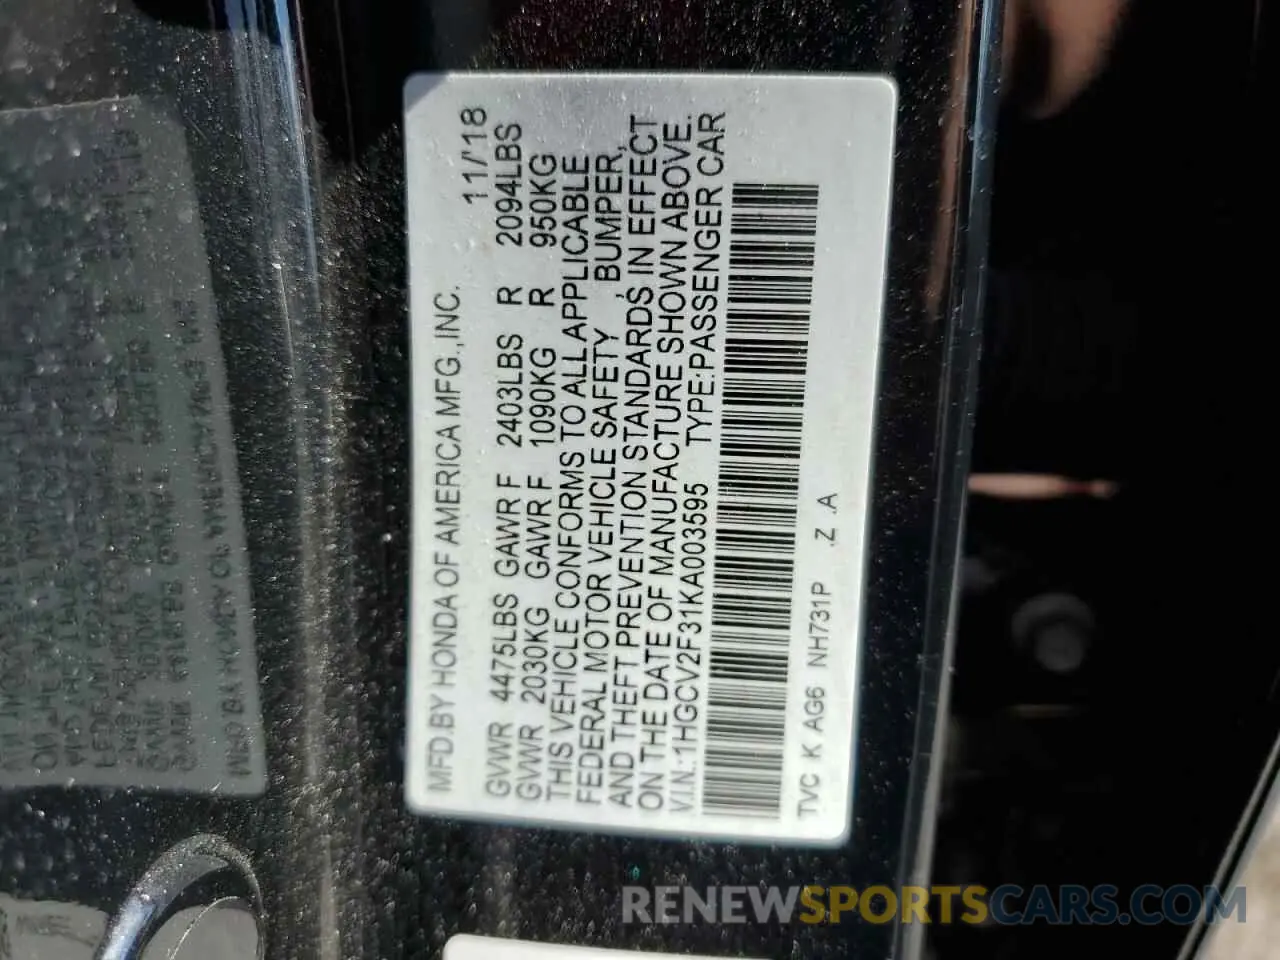 MFD.BY HONDA OF AMERICA MFG.,INC. 11/'18
GVWR 4475LBS GAWR F 2403LBS R 2094LBS
GVWR 2030KG GAWR F 1090KG R 950KG
THIS VEHICLE CONFORMS TO ALL APPLICABLE
FEDERAL MOTOR VEHICLE SAFETY , BUMPER,
AND THEFT PREVENTION STANDARDS IN EFFECT
ON THE DATE OF MANUFACTURE SHOWN ABOVE.
V.I.N.:1HGCV2F31KA003595 TYPE:PASSENGER CAR
TVC K AG6 NH731P .Z .A
RENEWSPORTSCARS.COM